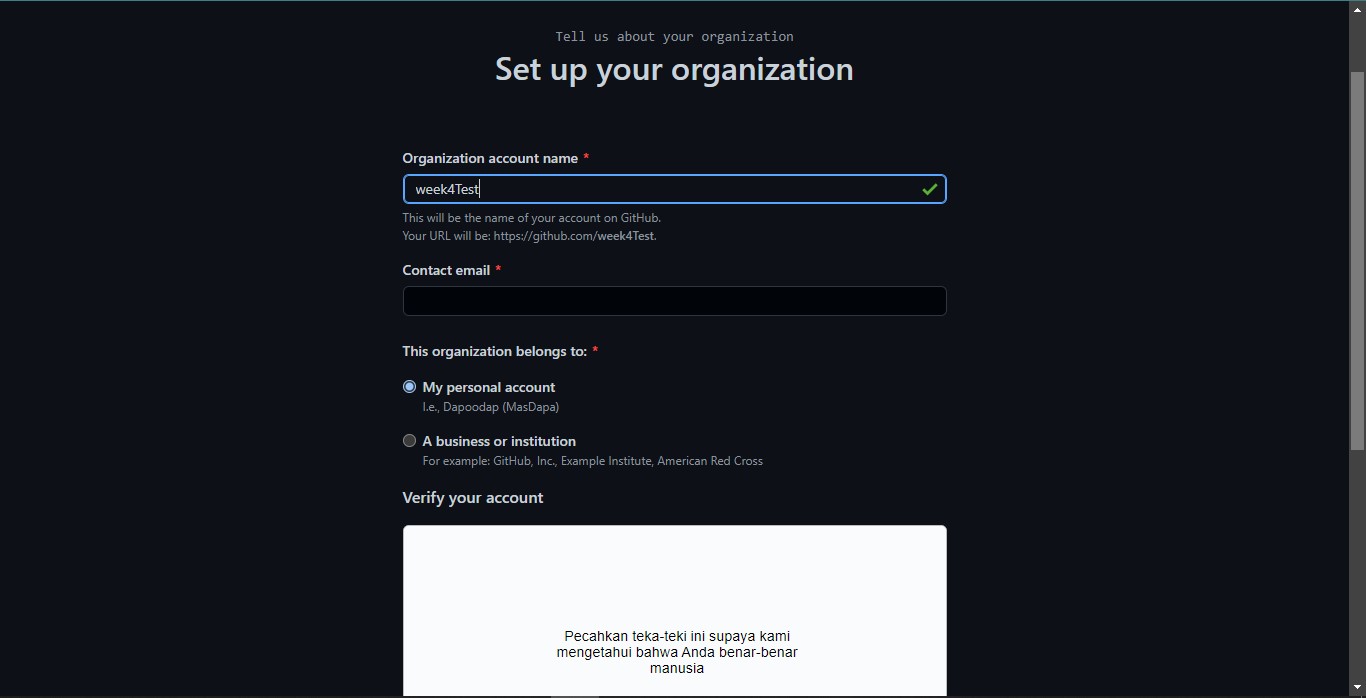 Tell us about your organization
Set up your organization
Organization account name *
week4Test
This will be the name of your account on GitHub.
Your URL will be: https://github.com/week4Test.
Contact email *
This organization belongs to: *
My personal account
I.e., Dapoodap (MasDapa)
A business or institution
For example: GitHub, Inc., Example Institute, American Red Cross
Verify your account
Pecahkan teka-teki ini supaya kami
mengetahui bahwa Anda benar-benar
manusia